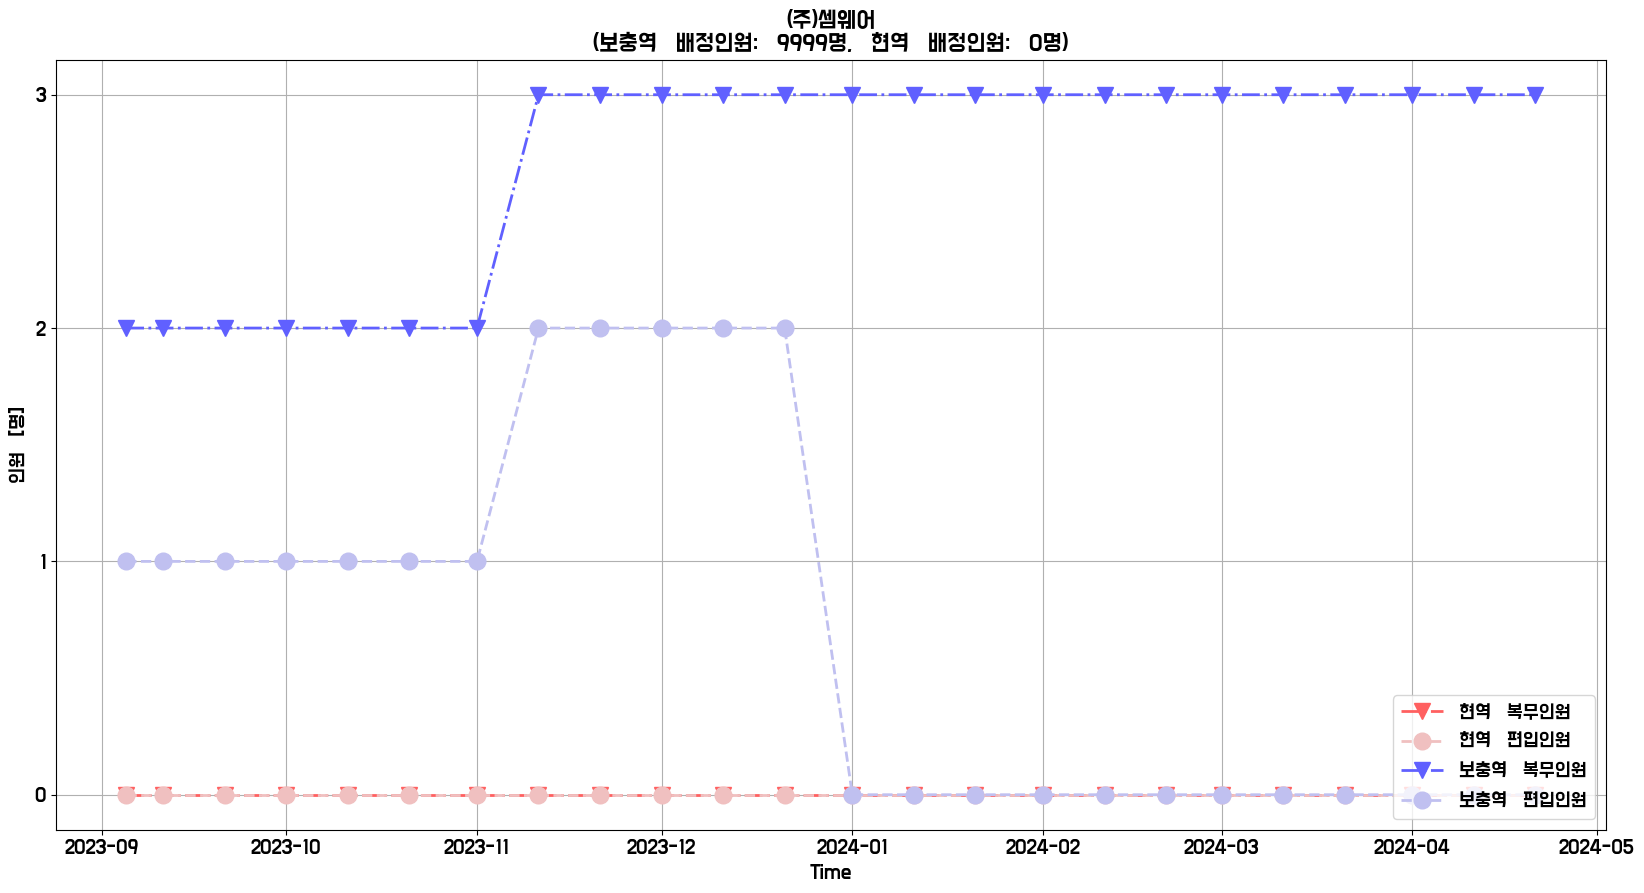 (주)셈웨어
(보충역 배정인원: 9999명, 현역 배정인원: 0명)
3
2
1
0
인원 [명]
현역 복무인원
현역 편입인원
보충역 복무인원
보충역 편입인원
2023-09 2023-10 2023-11 2023-12 2024-01 2024-02 2024-03 2024-04 2024-05
Time